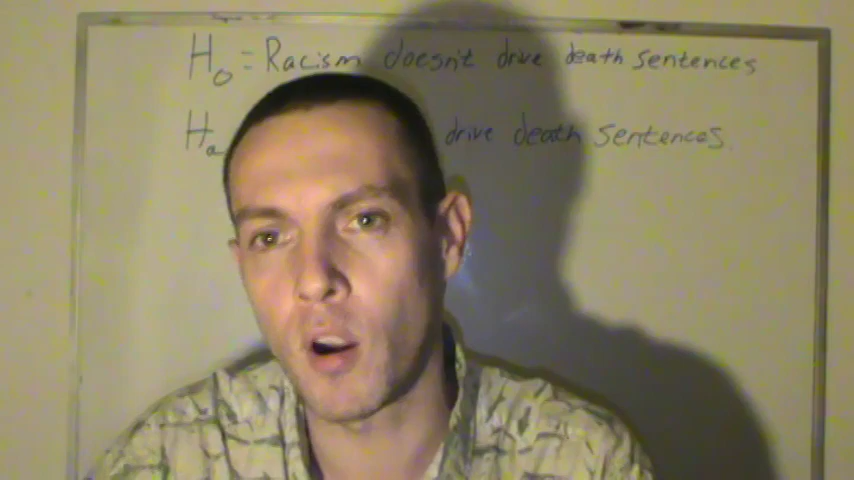 H₀ = Racism doesn't drive death sentences
Hₐ drive death sentences.